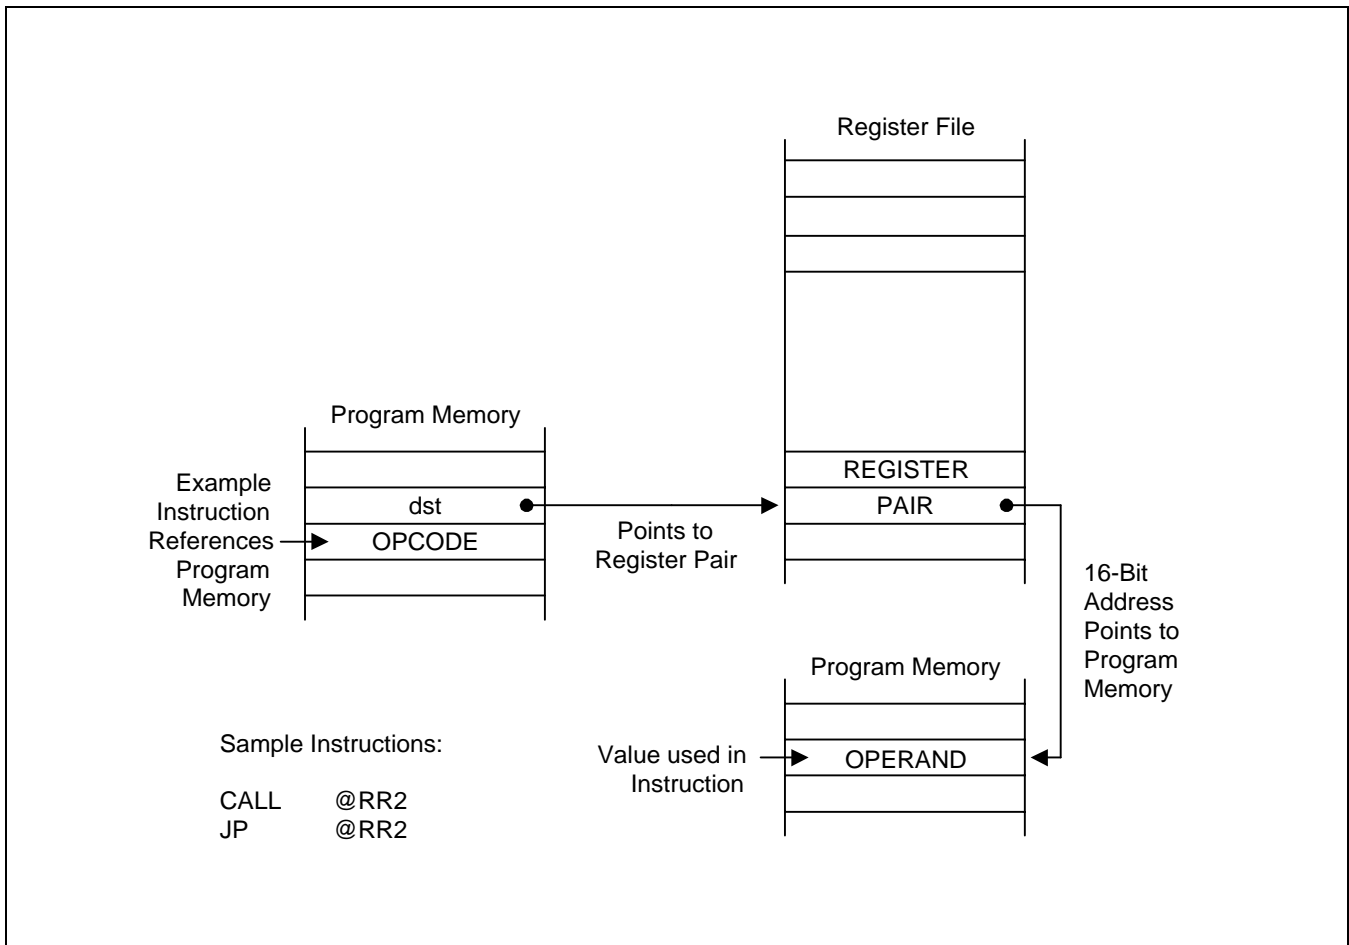 Register File
Program Memory
REGISTER
PAIR
Example
Instruction
References
Program
Memory
dst
OPCODE
Points to
Register Pair
16-Bit
Address
Points to
Program
Memory
Program Memory
Value used in
Instruction
OPERAND
Sample Instructions:
CALL @RR2
JP @RR2